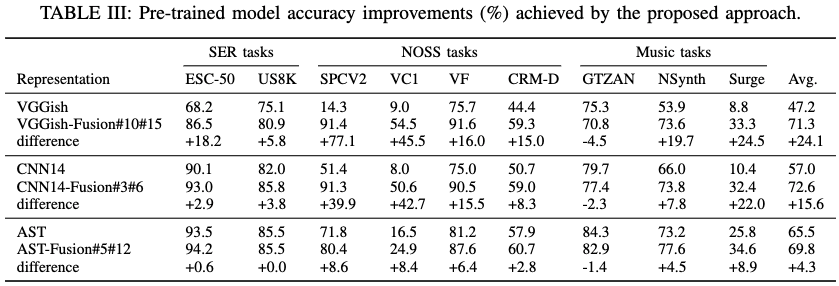 TABLE III: Pre-trained model accuracy improvements (%) achieved by the proposed approach.
SER tasks NOSS tasks Music tasks
Representation ESC-50 US8K SPCV2 VC1 VF CRM-D GTZAN NSynth Surge Avg.
VGGish 68.2 75.1 14.3 9.0 75.7 44.4 75.3 53.9 8.8 47.2
VGGish-Fusion#10#15 86.5 80.9 91.4 54.5 91.6 59.3 70.8 73.6 33.3 71.3
difference +18.2 +5.8 +77.1 +45.5 +16.0 +15.0 -4.5 +19.7 +24.5 +24.1
CNN14 90.1 82.0 51.4 8.0 75.0 50.7 79.7 66.0 10.4 57.0
CNN14-Fusion#3#6 93.0 85.8 91.3 50.6 90.5 59.0 77.4 73.8 32.4 72.6
difference +2.9 +3.8 +39.9 +42.7 +15.5 +8.3 -2.3 +7.8 +22.0 +15.6
AST 93.5 85.5 71.8 16.5 81.2 57.9 84.3 73.2 25.8 65.5
AST-Fusion#5#12 94.2 85.5 80.4 24.9 87.6 60.7 82.9 77.6 34.6 69.8
difference +0.6 +0.0 +8.6 +8.4 +6.4 +2.8 -1.4 +4.5 +8.9 +4.3